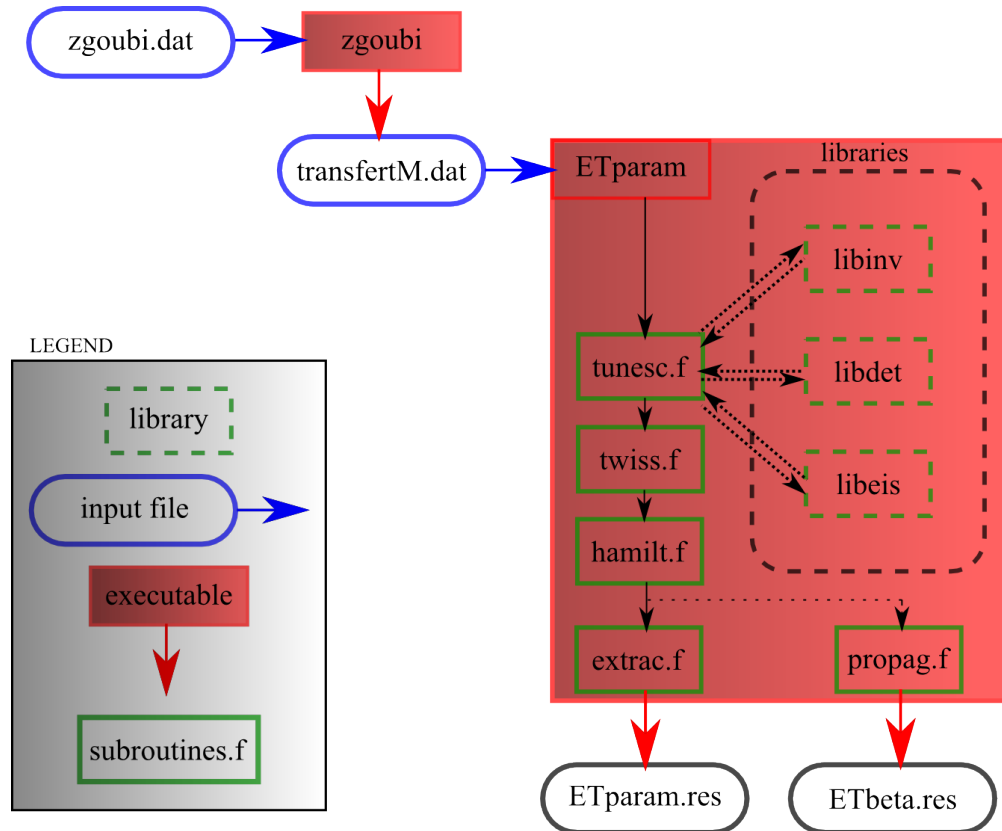 zgoubi.dat
zgoubi
transfertM.dat
ETparam
libraries
libinv
tunesc.f
libdet
twiss.f
libeis
hamilt.f
extrac.f
propag.f
ETparam.res
ETbeta.res
LEGEND
library
input file
executable
subroutines.f